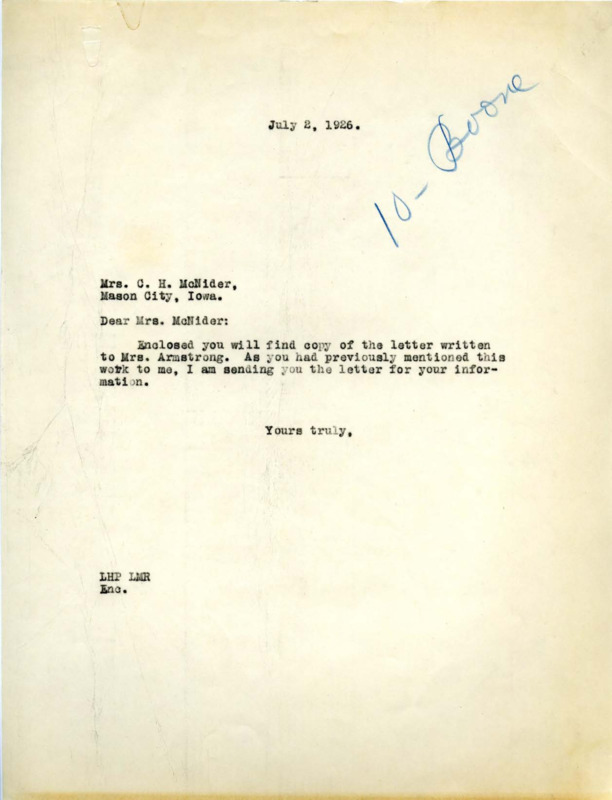 10- Boone
July 2, 1926.
Mrs. C. H. McNider,
Mason City, Iowa.
Dear Mrs. McNider:
Enclosed you will find copy of the letter written
to Mrs. Armstrong. As you had previously mentioned this
work to me, I am sending you the letter for your infor-
mation.
Yours truly,
LHP LMR
Enc.